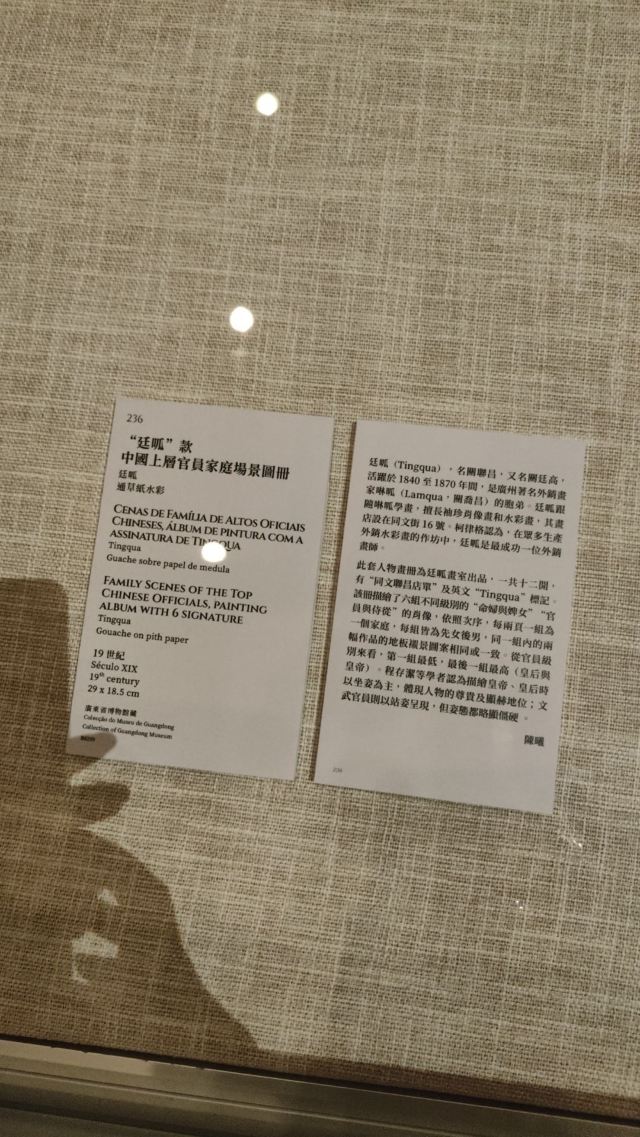 236
“廷呱”款
中國上層官員家庭場景圖冊
廷呱
通草紙水彩
Cenas de Família de Altos Oficiais
Chineses, álbum de pintura com a
assinatura de Tingqua
Tingqua
Guache sobre papel de medula
Family Scenes of the Top
Chinese Officials, painting
album with 6 signature
Tingqua
Gouache on pith paper
19 世紀
Século XIX
19th century
29 x 18.5 cm
廣東省博物館藏
Colecção do Museu de Guangdong
Collection of Guangdong Museum
廷呱（Tingqua），名關聯昌，又名關廷高，
活躍於 1840 至 1870 年間，是廣州著名外銷畫
家啉呱（Lamqua，關喬昌）的胞弟。廷呱跟
隨啉呱學畫，擅長袖珍肖像畫和水彩畫，其畫
店設在同文街 16 號。柯律格認為，在眾多生產
外銷水彩畫的作坊中，廷呱是最成功一位外銷
畫師。
此套人物畫冊為廷呱畫室出品，一共十二開，
有“同文聯昌店單”及英文“Tingqua”標記。
該冊描繪了六組不同級別的“命婦與婢女”“官
員與侍從”的肖像，依照次序，每兩頁一組為
一個家庭，每組皆為先女後男，同一組內的兩
幅作品的地板襯景圖案相同或一致。從官員級
別來看，第一組最低，最後一組最高（皇后與
皇帝）。程存潔等學者認為描繪皇帝、皇后時
以坐姿為主，體現人物的尊貴及顯赫地位；文
武官員則以站姿呈現，但姿態都略顯僵硬。
陳曦
236